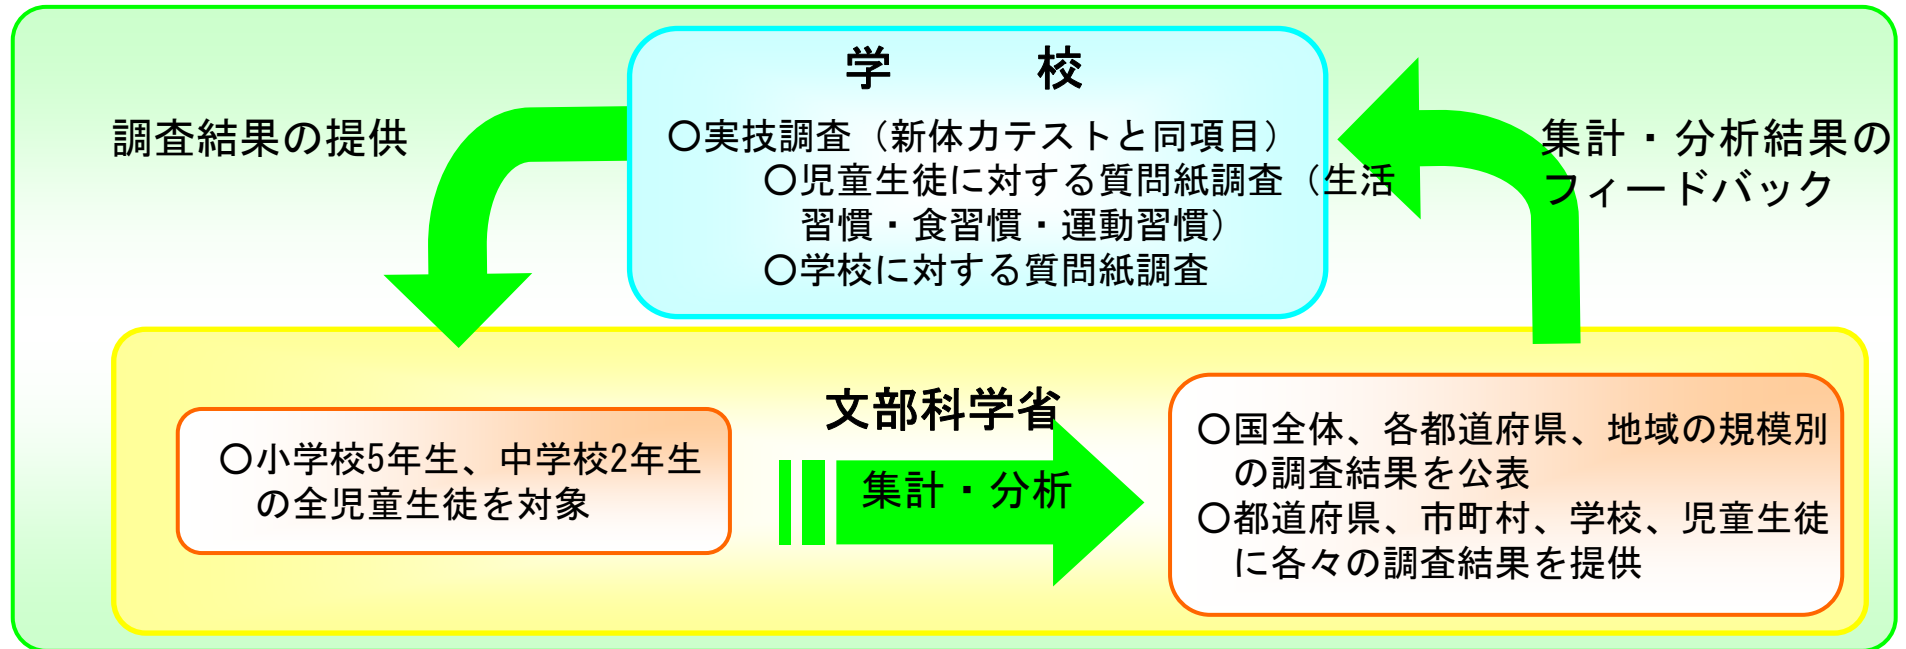 学　　　校
調査結果の提供
○実技調査（新体力テストと同項目）
○児童生徒に対する質問紙調査（生活
習慣・食習慣・運動習慣）
○学校に対する質問紙調査
集計・分析結果の
フィードバック
文部科学省
○小学校5年生、中学校2年生
の全児童生徒を対象
集計・分析
○国全体、各都道府県、地域の規模別
の調査結果を公表
○都道府県、市町村、学校、児童生徒
に各々の調査結果を提供